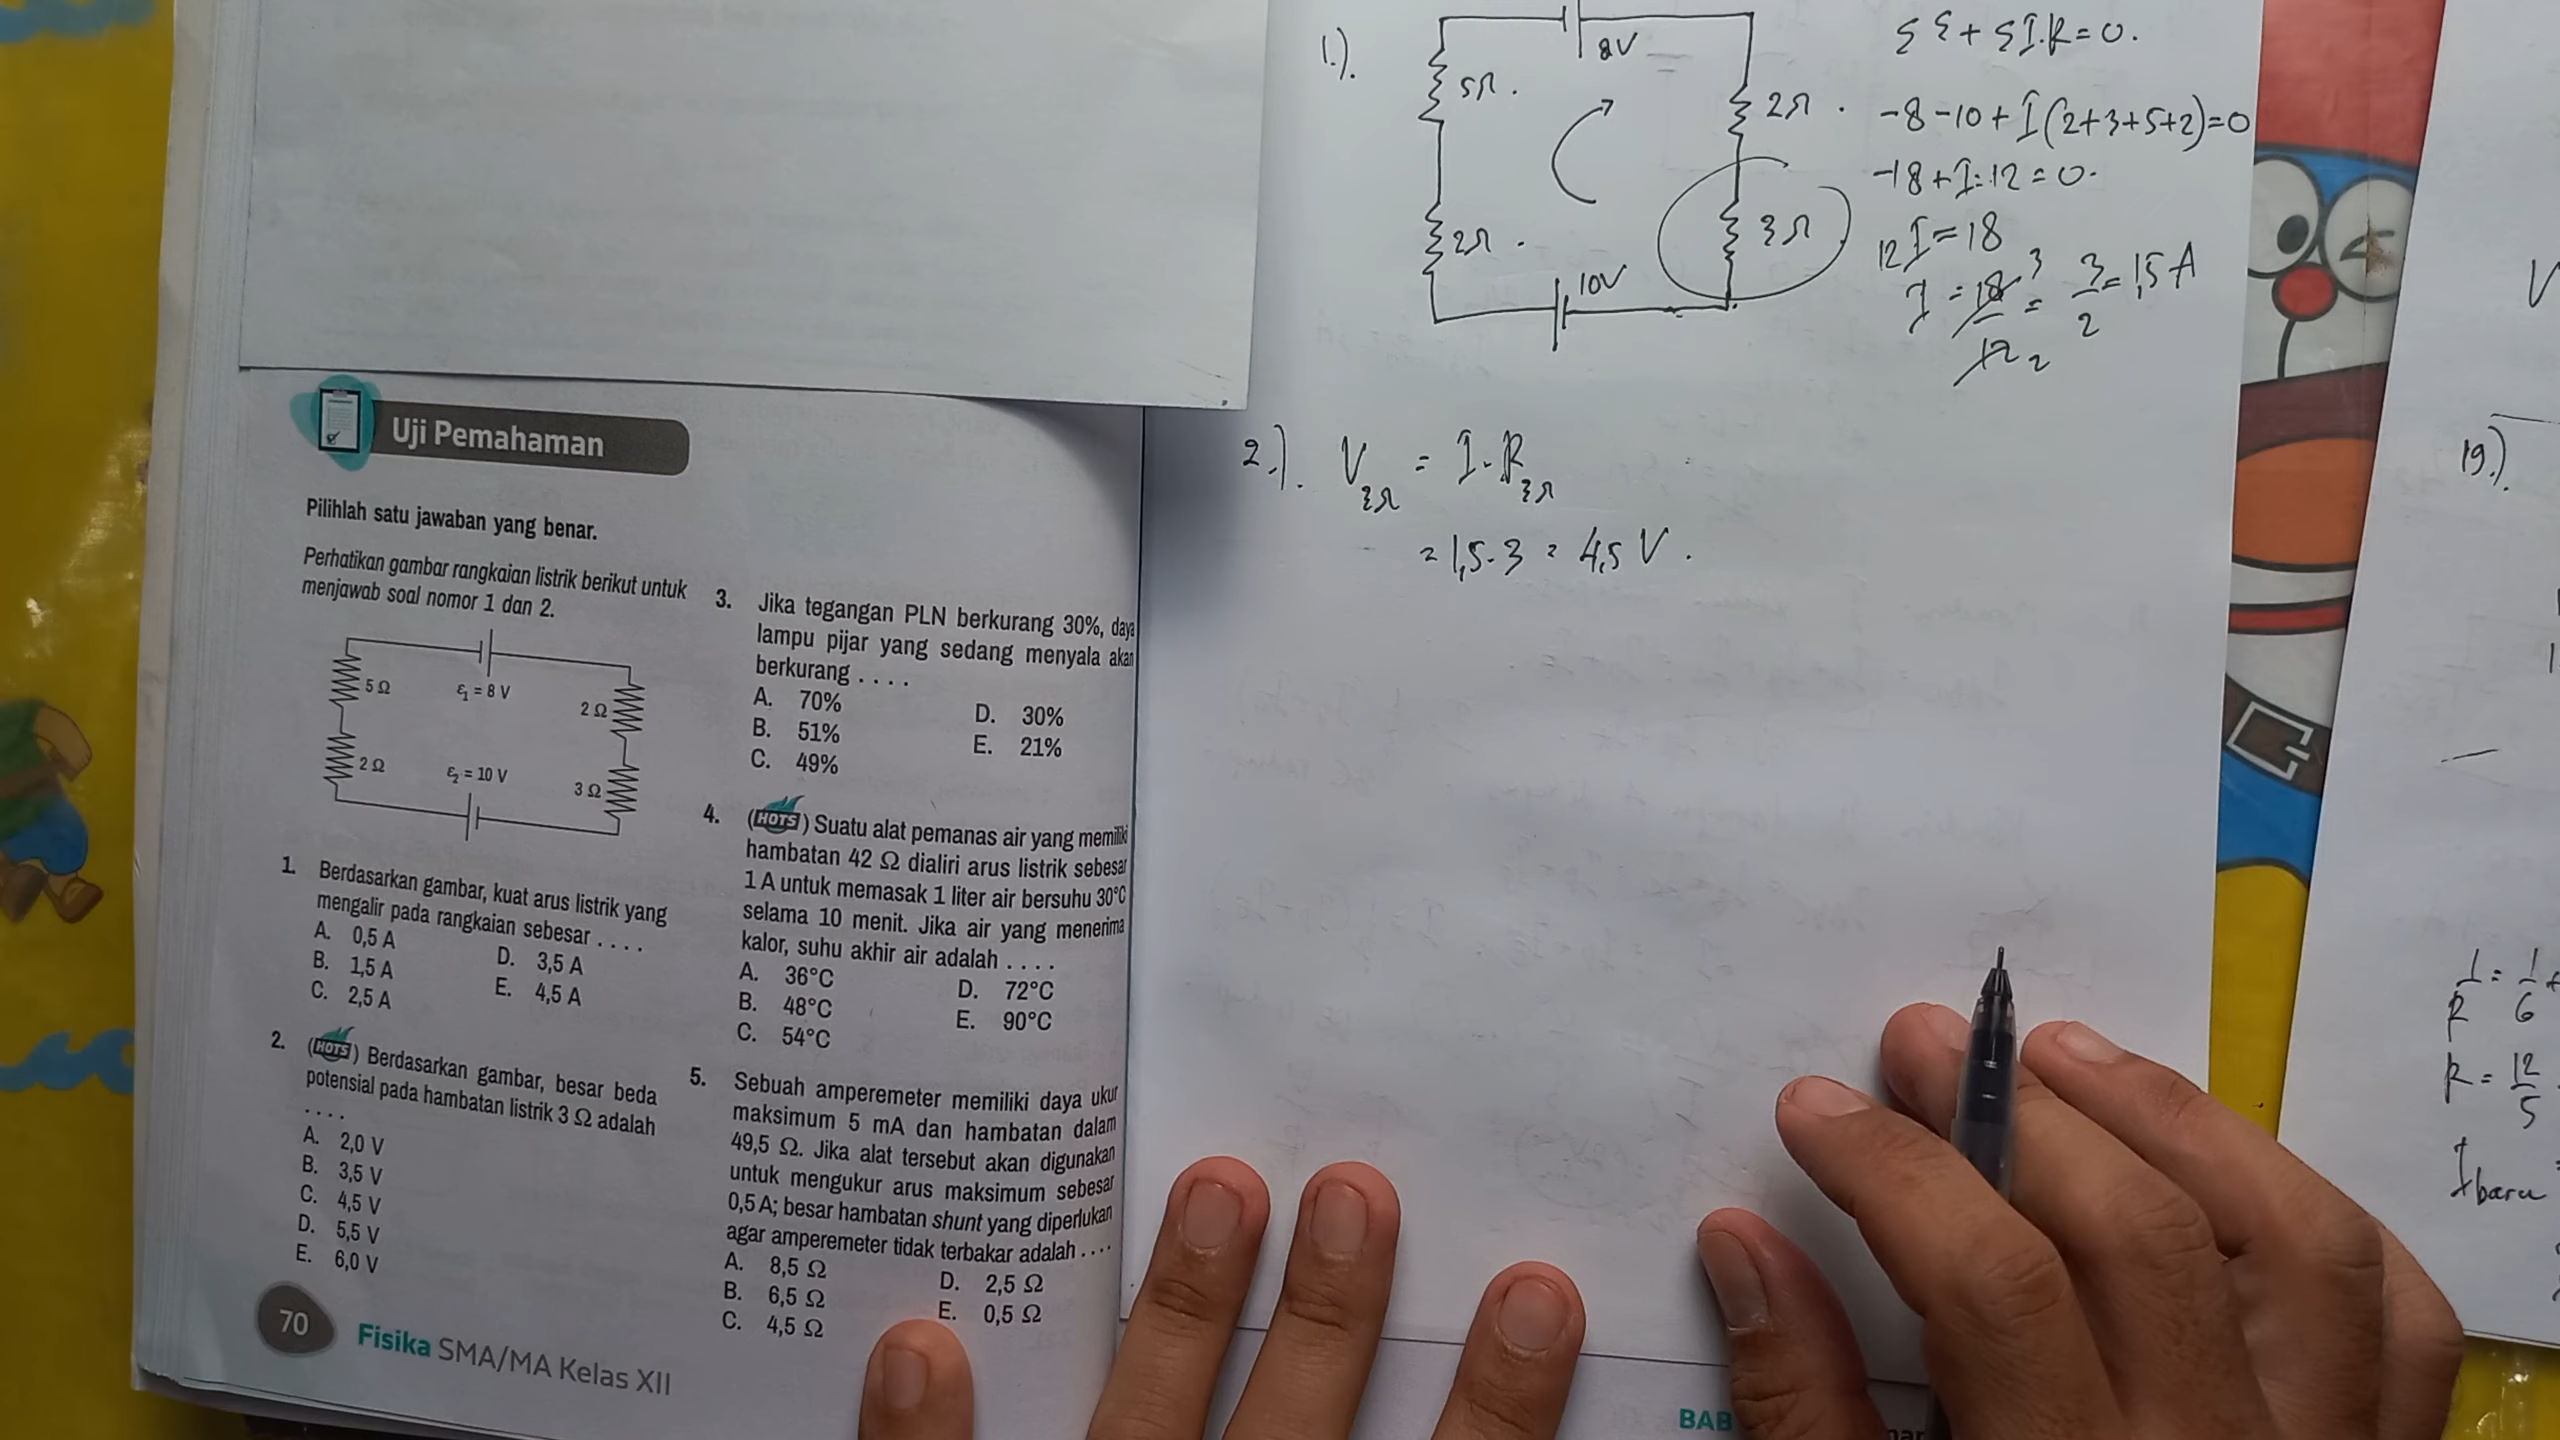 Uji Pemahaman
Pilihlah satu jawaban yang benar.
Perhatikan gambar rangkaian listrik berikut untuk
menjawab soal nomor 1 dan 2.
5 Ω
ε₁ = 8 V
2 Ω
2 Ω
ε₂ = 10 V
3 Ω
1. Berdasarkan gambar, kuat arus listrik yang
mengalir pada rangkaian sebesar . . . .
A. 0,5 A
D. 3,5 A
B. 1,5 A
E. 4,5 A
C. 2,5 A
2. (HOTS) Berdasarkan gambar, besar beda
potensial pada hambatan listrik 3 Ω adalah
. . . .
A. 2,0 V
B. 3,5 V
C. 4,5 V
D. 5,5 V
E. 6,0 V
3. Jika tegangan PLN berkurang 30%, daya
lampu pijar yang sedang menyala akan
berkurang . . . .
A. 70%
D. 30%
B. 51%
E. 21%
C. 49%
4. (HOTS) Suatu alat pemanas air yang memiliki
hambatan 42 Ω dialiri arus listrik sebesar
1 A untuk memasak 1 liter air bersuhu 30°C
selama 10 menit. Jika air yang menerima
kalor, suhu akhir air adalah . . . .
A. 36°C
D. 72°C
B. 48°C
E. 90°C
C. 54°C
5. Sebuah amperemeter memiliki daya ukur
maksimum 5 mA dan hambatan dalam
49,5 Ω. Jika alat tersebut akan digunakan
untuk mengukur arus maksimum sebesar
0,5 A; besar hambatan shunt yang diperlukan
agar amperemeter tidak terbakar adalah . . . .
A. 8,5 Ω
D. 2,5 Ω
B. 6,5 Ω
E. 0,5 Ω
C. 4,5 Ω
70
Fisika SMA/MA Kelas XII
1.).
8V
5Ω.
2Ω.
2Ω.
3Ω
10V
Σε + ΣI.R = 0.
-8-10+I(2+3+5+2)=0
-18+I.12=0.
12I=18
I = 18/12 = 3/2 = 1,5 A
3
2
2.). V3Ω = I.R3Ω
= 1,5.3 = 4,5 V.
BAB
V
19.)
1/R = 1/6 +
R = 12/5
I baru